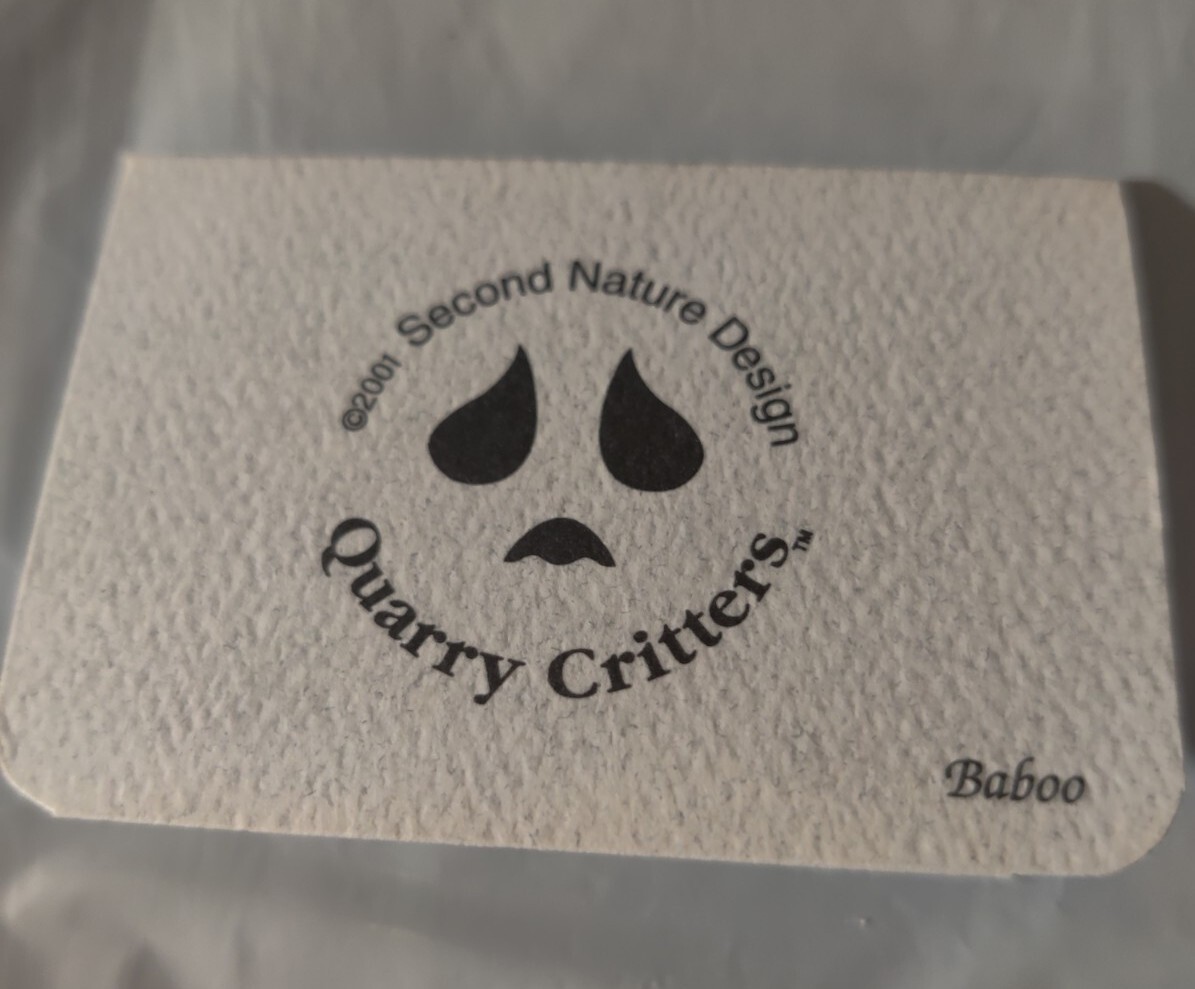 ©2001 Second Nature Design
Quarry Critters™
Baboo